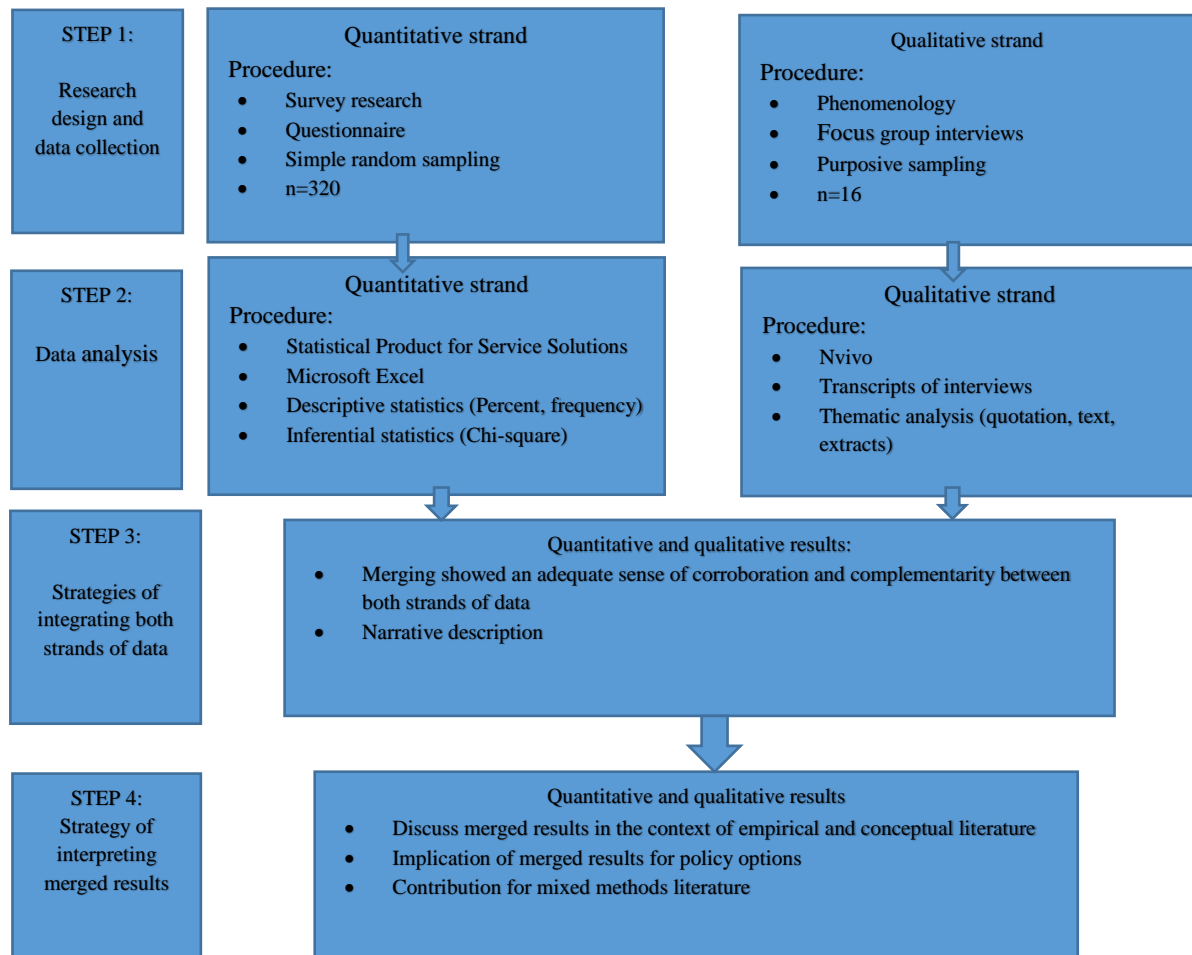 STEP 1:
Research
design and
data collection
Quantitative strand
Procedure:
• Survey research
• Questionnaire
• Simple random sampling
• n=320
Qualitative strand
Procedure:
• Phenomenology
• Focus group interviews
• Purposive sampling
• n=16
STEP 2:
Data analysis
Quantitative strand
Procedure:
• Statistical Product for Service Solutions
• Microsoft Excel
• Descriptive statistics (Percent, frequency)
• Inferential statistics (Chi-square)
Qualitative strand
Procedure:
• Nvivo
• Transcripts of interviews
• Thematic analysis (quotation, text,
extracts)
STEP 3:
Strategies of
integrating both
strands of data
Quantitative and qualitative results:
• Merging showed an adequate sense of corroboration and complementarity between
both strands of data
• Narrative description
STEP 4:
Strategy of
interpreting
merged results
Quantitative and qualitative results
• Discuss merged results in the context of empirical and conceptual literature
• Implication of merged results for policy options
• Contribution for mixed methods literature